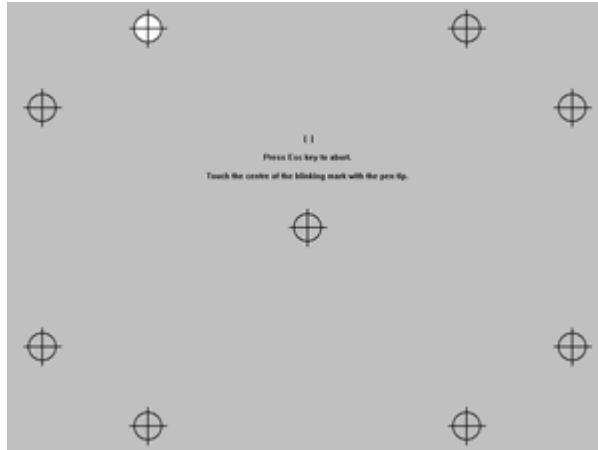 ( )
Press Esc key to abort.
Touch the centre of the blinking mark with the pen tip.